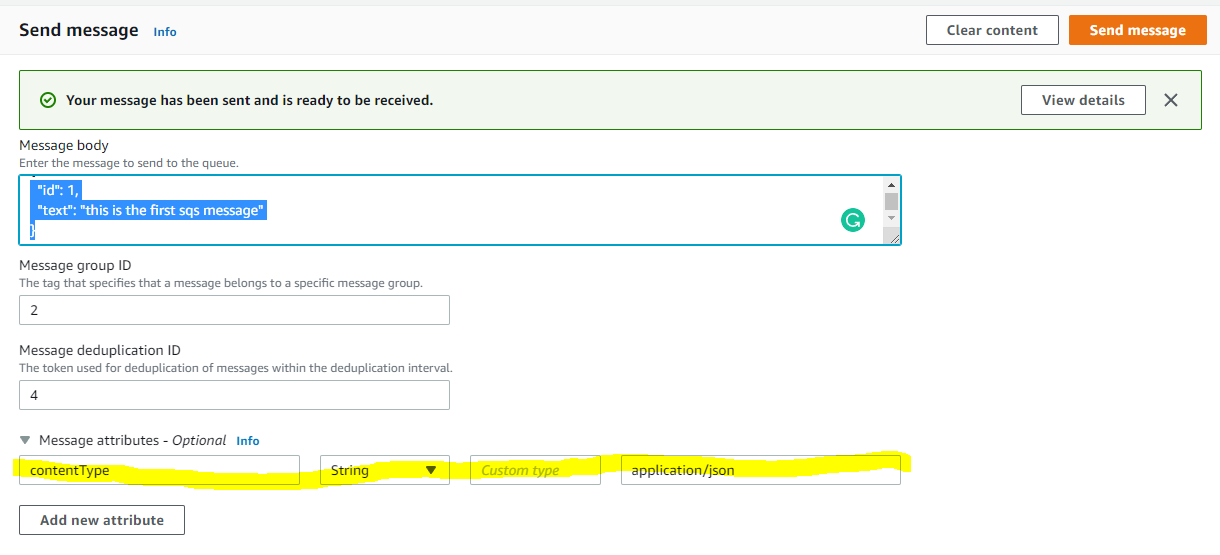 Send message Info Clear content Send message
Your message has been sent and is ready to be received. View details
Message body
Enter the message to send to the queue.
"id": 1,
"text": "this is the first sqs message"
}
Message group ID
The tag that specifies that a message belongs to a specific message group.
2
Message deduplication ID
The token used for deduplication of messages within the deduplication interval.
4
Message attributes - Optional Info
contentType String Custom type application/json
Add new attribute